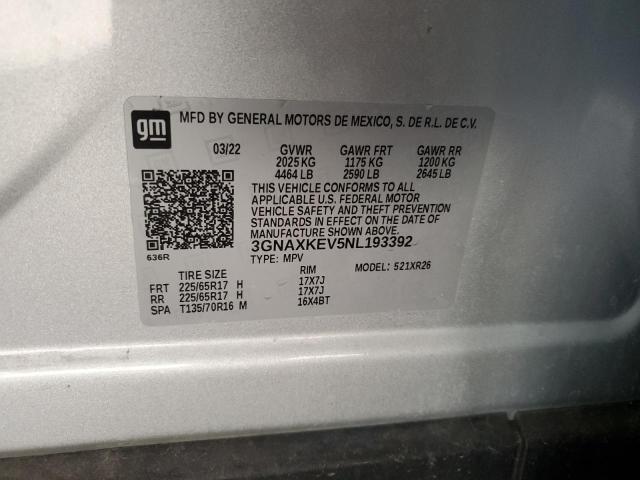 gm
MFD BY GENERAL MOTORS DE MEXICO, S. DE R.L. DE C.V.
03/22 GVWR GAWR FRT GAWR RR
2025 KG 1175 KG 1200 KG
4464 LB 2590 LB 2645 LB
THIS VEHICLE CONFORMS TO ALL
APPLICABLE U.S. FEDERAL MOTOR
VEHICLE SAFETY AND THEFT PREVENTION
STANDARDS IN EFFECT ON THE DATE OF
MANUFACTURE SHOWN ABOVE.
3GNAXKEV5NL193392
636R
TYPE: MPV MODEL: 521XR26
TIRE SIZE RIM
FRT 225/65R17 H 17X7J
RR 225/65R17 H 17X7J
SPA T135/70R16 M 16X4BT